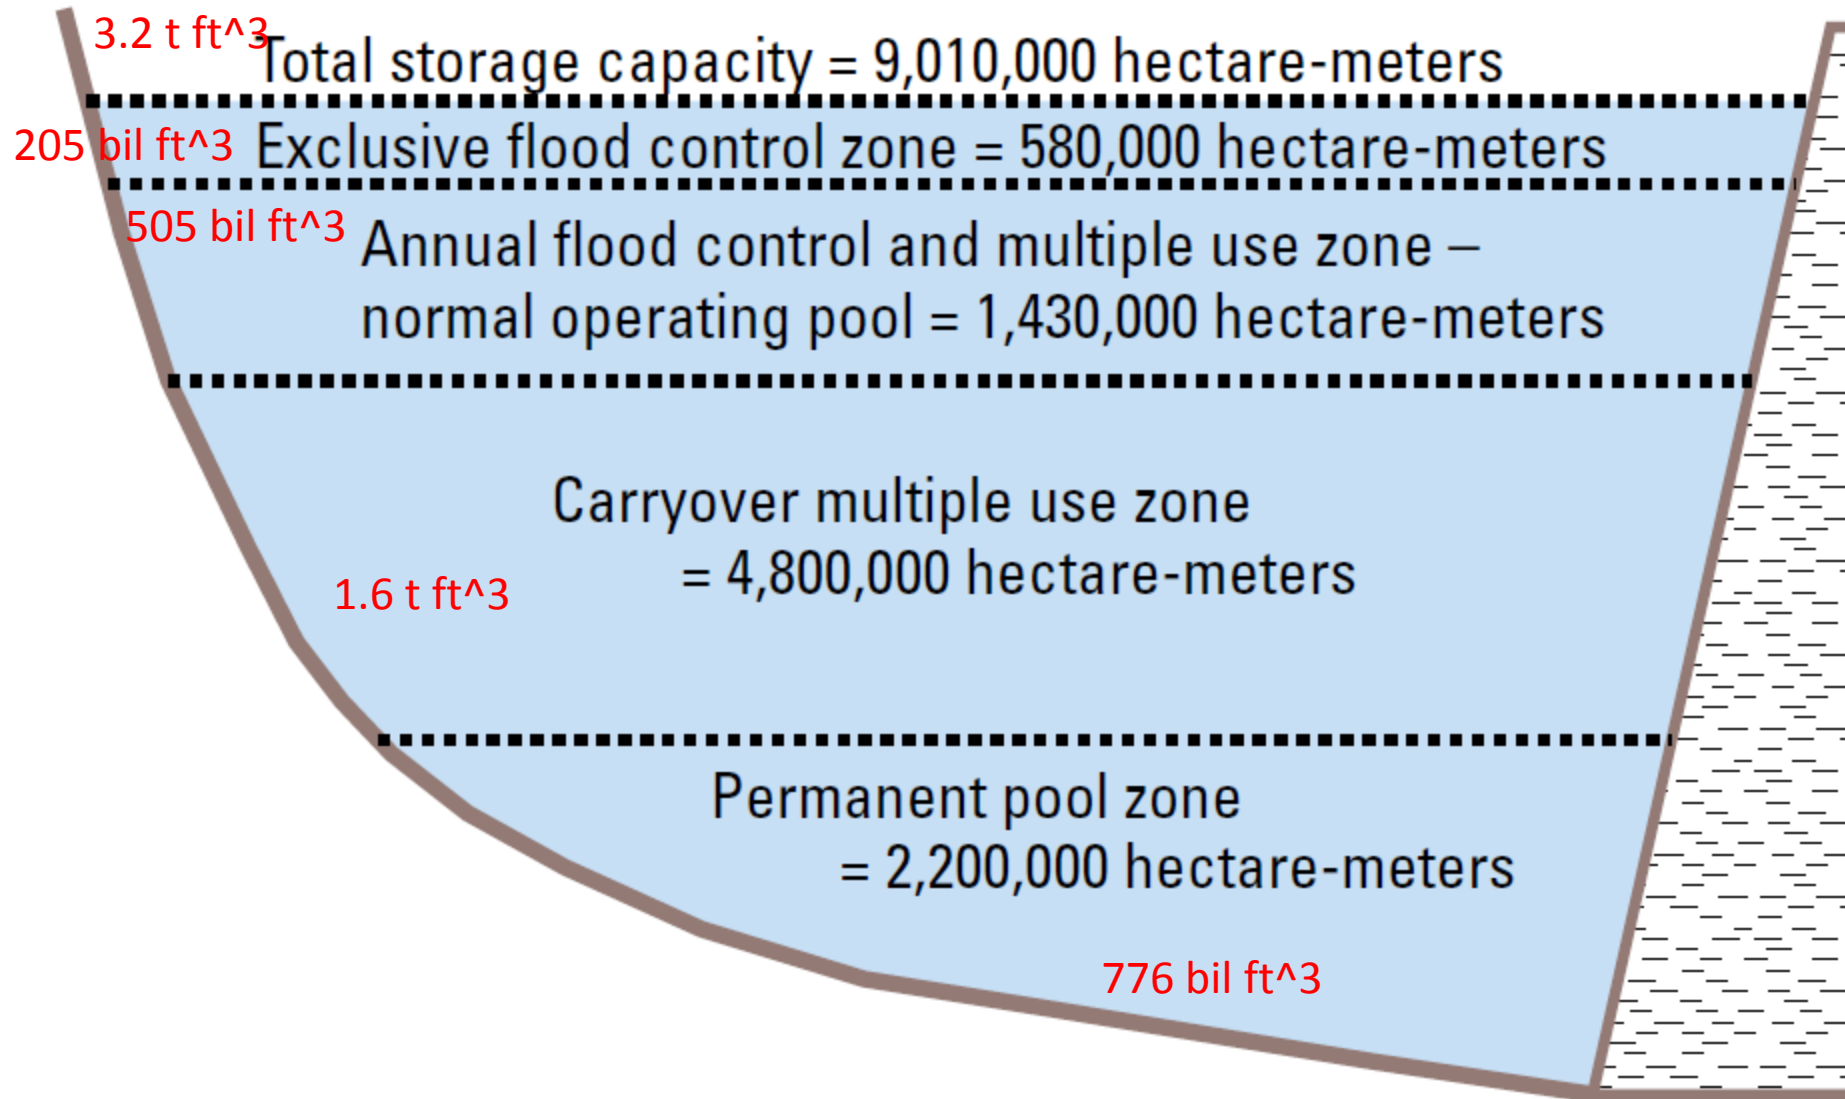 3.2 t ft^3
Total storage capacity = 9,010,000 hectare-meters
205 bil ft^3
Exclusive flood control zone = 580,000 hectare-meters
505 bil ft^3
Annual flood control and multiple use zone –
normal operating pool = 1,430,000 hectare-meters
Carryover multiple use zone
= 4,800,000 hectare-meters
1.6 t ft^3
Permanent pool zone
= 2,200,000 hectare-meters
776 bil ft^3